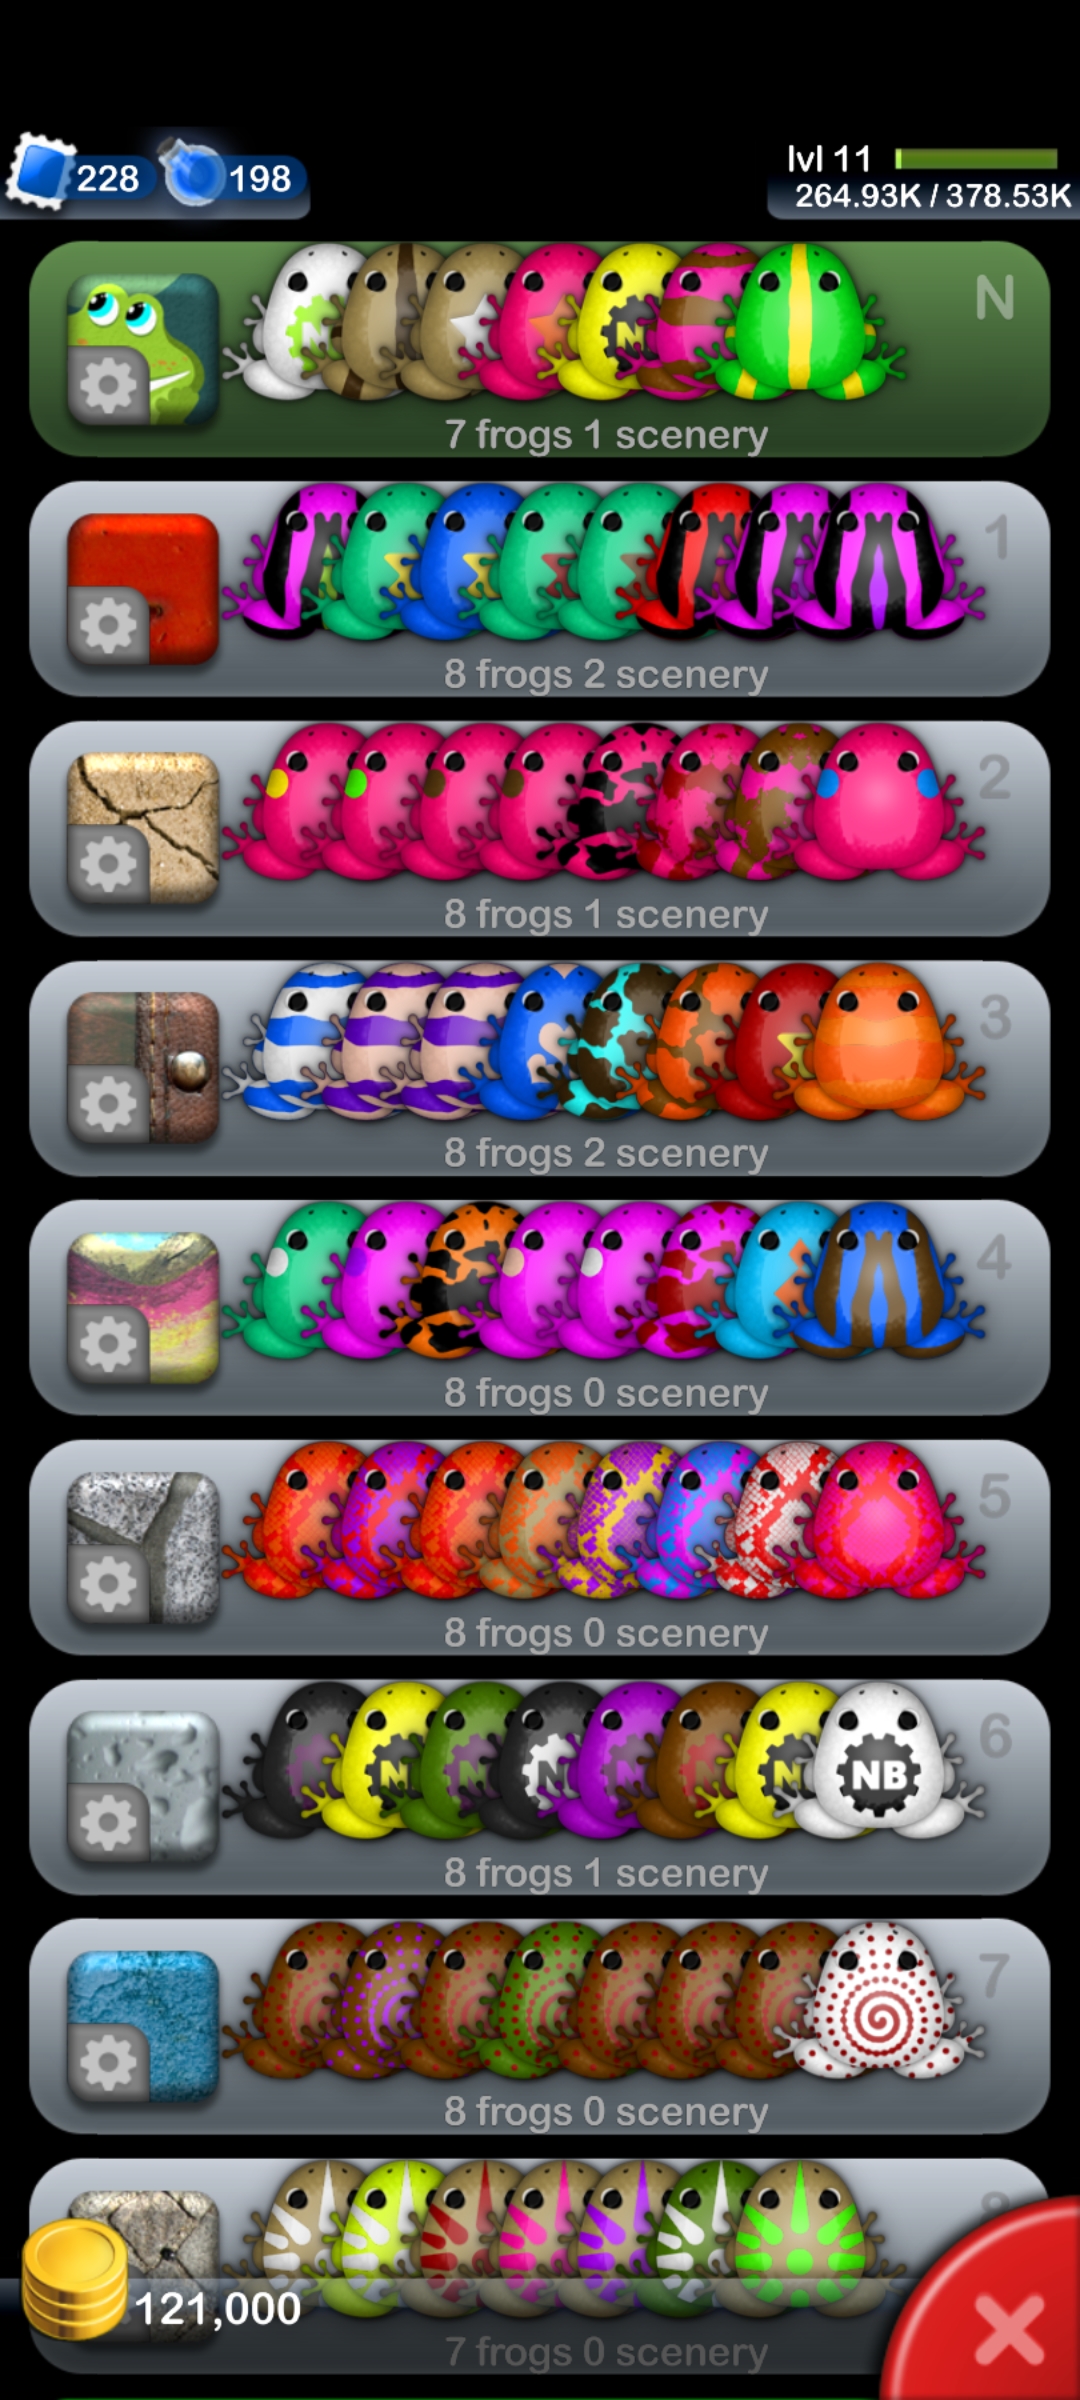 228 198 lvl 11
264.93K / 378.53K
N
N N
7 frogs 1 scenery
1
8 frogs 2 scenery
2
8 frogs 1 scenery
3
8 frogs 2 scenery
4
8 frogs 0 scenery
5
8 frogs 0 scenery
6
N N N N N N NB
8 frogs 1 scenery
7
8 frogs 0 scenery
121,000
7 frogs 0 scenery